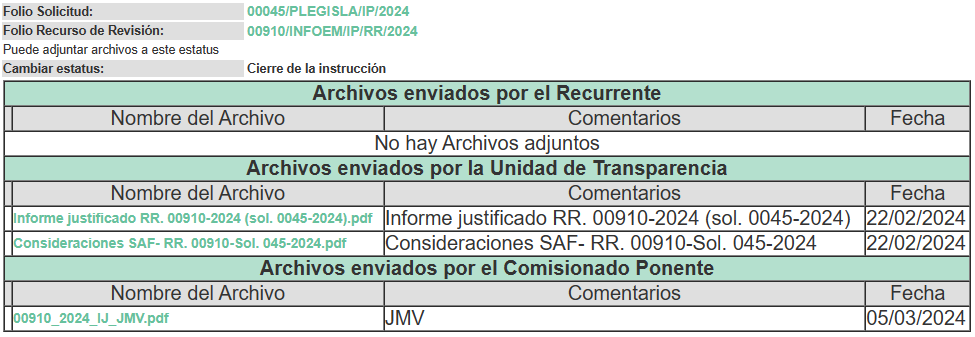 Folio Solicitud: 00045/PLEGISLA/IP/2024
Folio Recurso de Revisión: 00910/INFOEM/IP/RR/2024
Puede adjuntar archivos a este estatus
Cambiar estatus: Cierre de la instrucción
Archivos enviados por el Recurrente
Nombre del Archivo Comentarios Fecha
No hay Archivos adjuntos
Archivos enviados por la Unidad de Transparencia
Nombre del Archivo Comentarios Fecha
Informe justificado RR. 00910-2024 (sol. 0045-2024).pdf Informe justificado RR. 00910-2024 (sol. 0045-2024) 22/02/2024
Consideraciones SAF- RR. 00910-Sol. 045-2024.pdf Consideraciones SAF- RR. 00910-Sol. 045-2024 22/02/2024
Archivos enviados por el Comisionado Ponente
Nombre del Archivo Comentarios Fecha
00910_2024_IJ_JMV.pdf JMV 05/03/2024